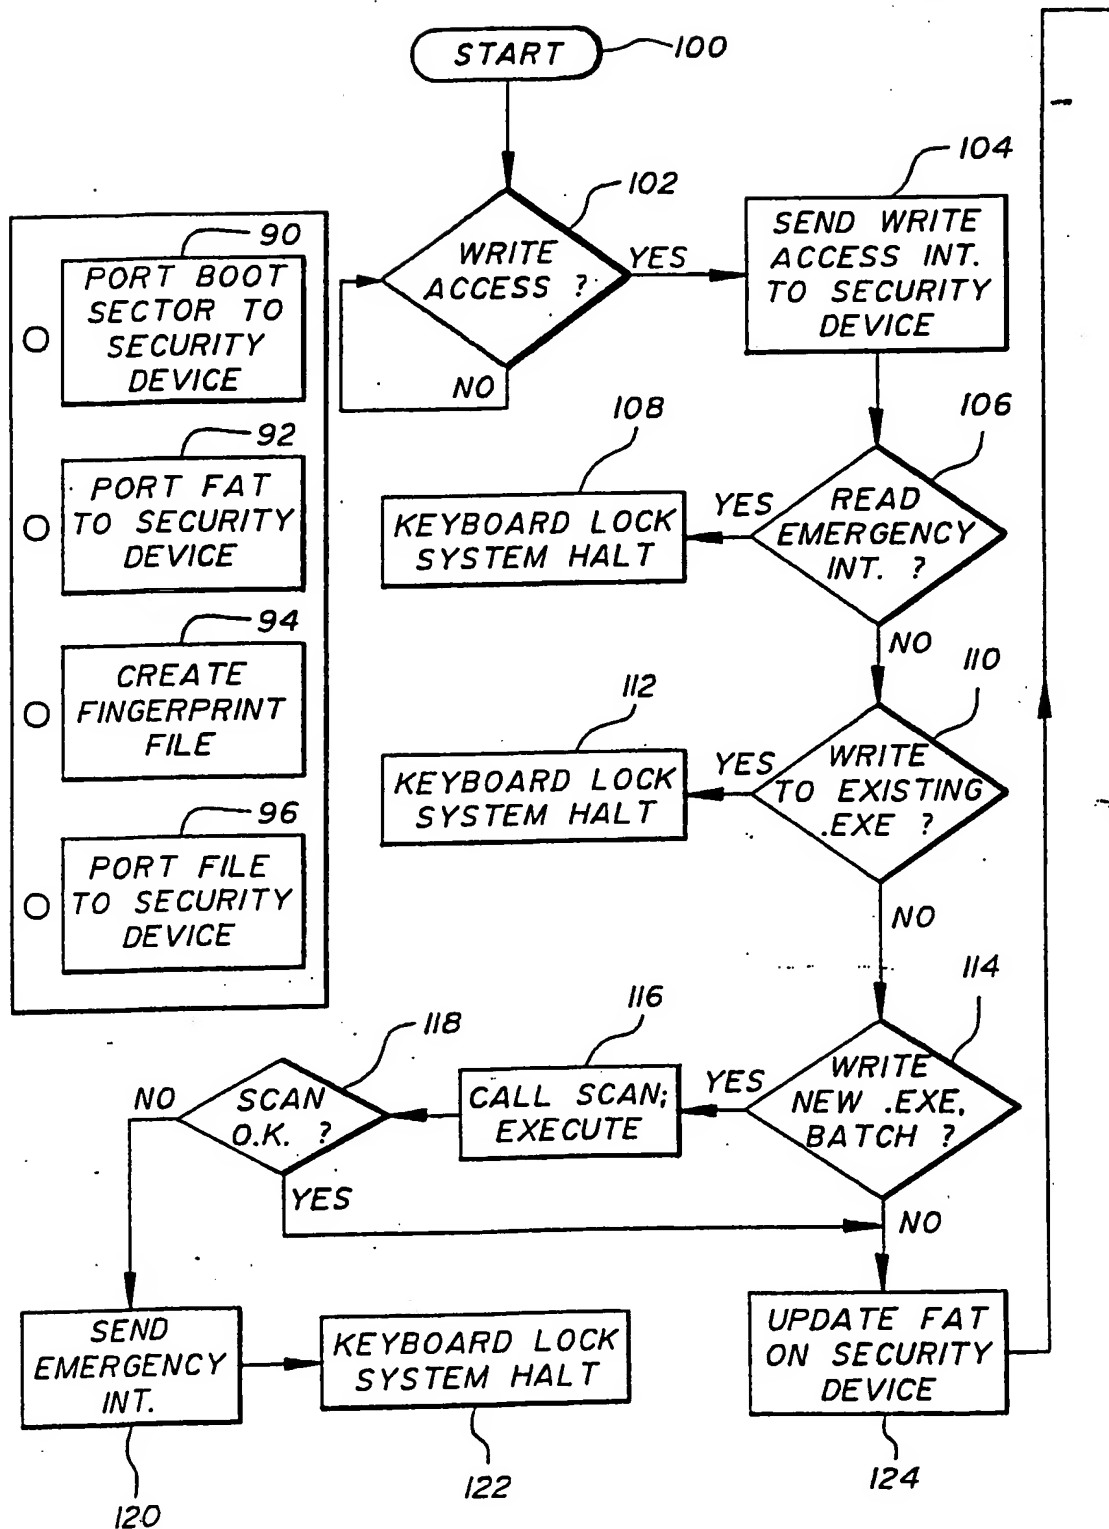 START
100
102
WRITE
ACCESS ?
YES
NO
104
SEND WRITE
ACCESS INT.
TO SECURITY
DEVICE
90
PORT BOOT
SECTOR TO
SECURITY
DEVICE
92
PORT FAT
TO SECURITY
DEVICE
94
CREATE
FINGERPRINT
FILE
96
PORT FILE
TO SECURITY
DEVICE
106
READ
EMERGENCY
INT. ?
YES
NO
108
KEYBOARD LOCK
SYSTEM HALT
110
WRITE
TO EXISTING
.EXE ?
YES
NO
112
KEYBOARD LOCK
SYSTEM HALT
114
WRITE
NEW .EXE,
BATCH ?
YES
NO
116
CALL SCAN;
EXECUTE
118
SCAN
O.K. ?
NO
YES
SEND
EMERGENCY
INT.
120
KEYBOARD LOCK
SYSTEM HALT
122
UPDATE FAT
ON SECURITY
DEVICE
124